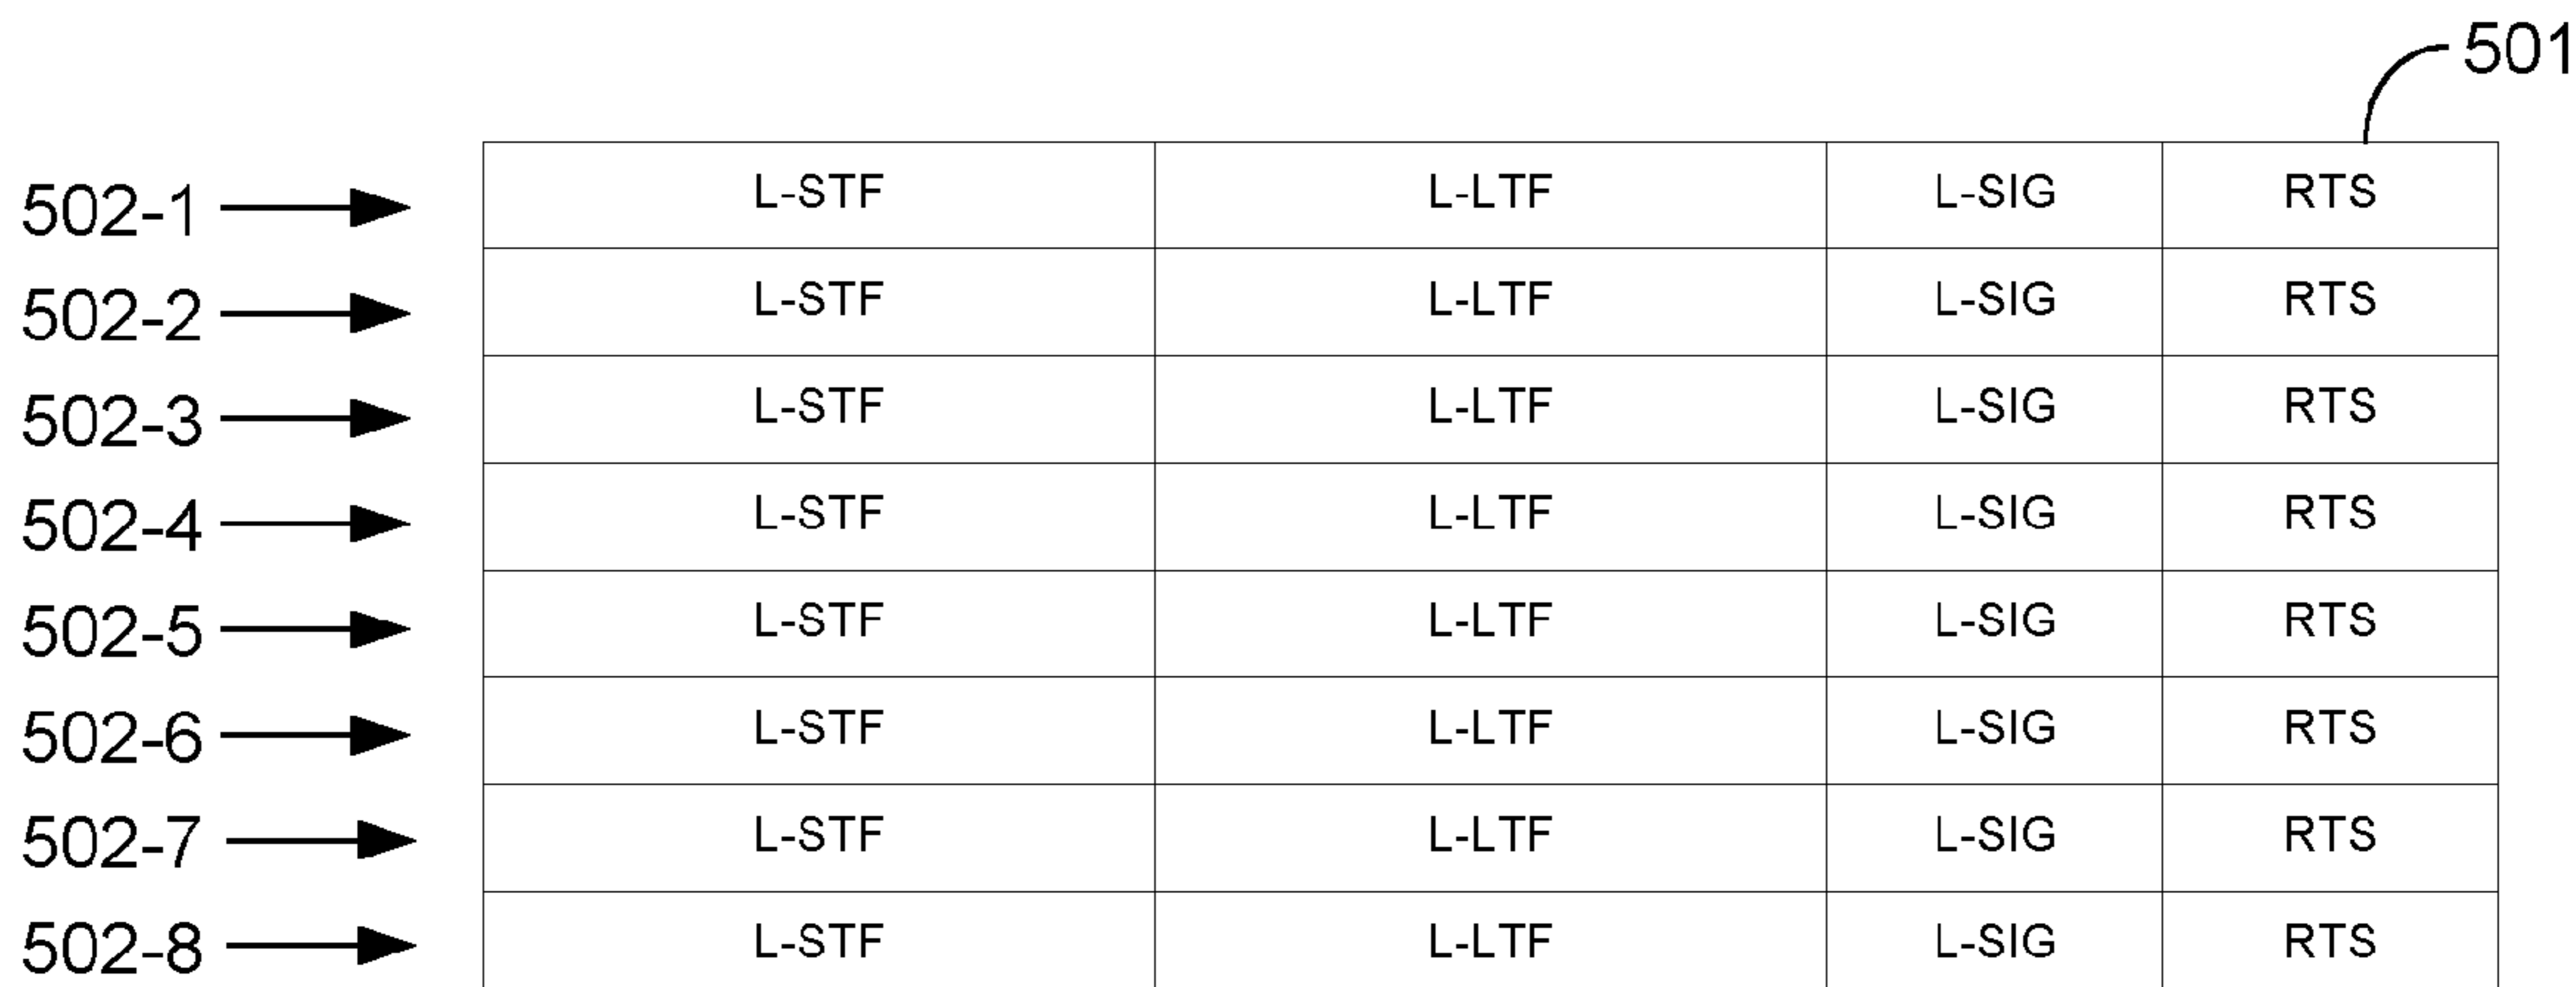 501
502-1 L-STF L-LTF L-SIG RTS
502-2 L-STF L-LTF L-SIG RTS
502-3 L-STF L-LTF L-SIG RTS
502-4 L-STF L-LTF L-SIG RTS
502-5 L-STF L-LTF L-SIG RTS
502-6 L-STF L-LTF L-SIG RTS
502-7 L-STF L-LTF L-SIG RTS
502-8 L-STF L-LTF L-SIG RTS